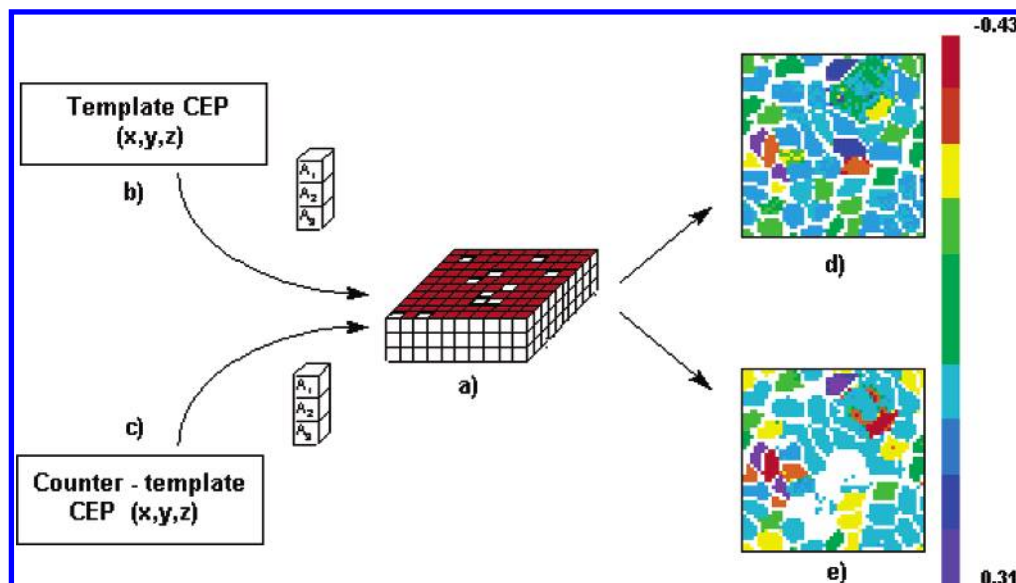 -0.43
Template CEP
(x,y,z)
b)
A1
A2
A3
d)
a)
c)
A1
A2
A3
Counter - template
CEP (x,y,z)
e)
0.31